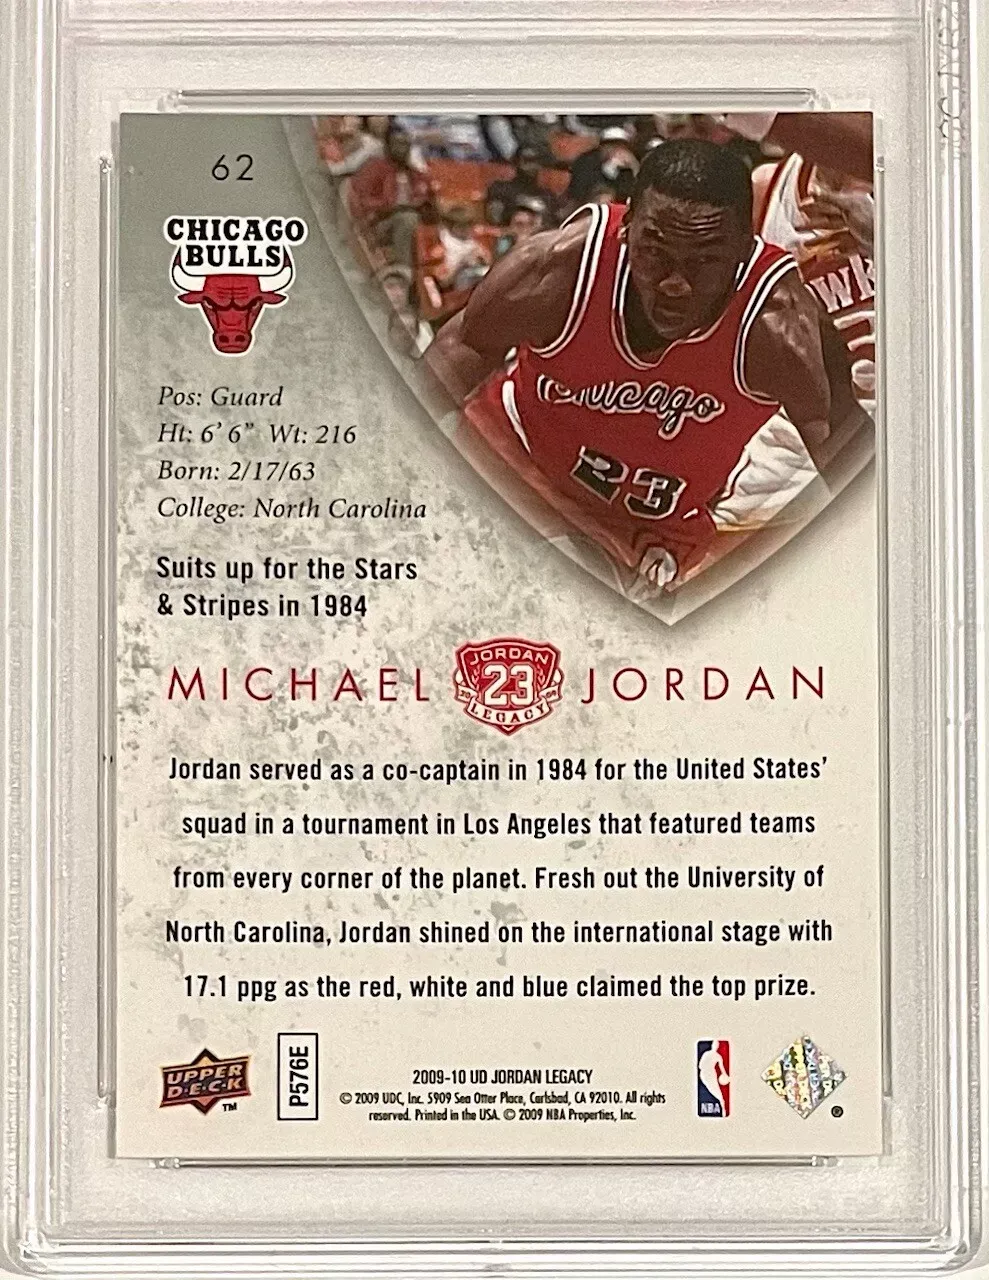 62
CHICAGO
BULLS
Chicago
23
Pos: Guard
Ht: 6' 6" Wt: 216
Born: 2/17/63
College: North Carolina
Suits up for the Stars
& Stripes in 1984
MICHAEL JORDAN 23 LEGACY JORDAN
Jordan served as a co-captain in 1984 for the United States'
squad in a tournament in Los Angeles that featured teams
from every corner of the planet. Fresh out the University of
North Carolina, Jordan shined on the international stage with
17.1 ppg as the red, white and blue claimed the top prize.
UPPER
D·E·C·K
TM
P576E
2009-10 UD JORDAN LEGACY
© 2009 UDC, Inc. 5909 Sea Otter Place, Carlsbad, CA 92010. All rights
reserved. Printed in the USA. © 2009 NBA Properties, Inc.
NBA
®